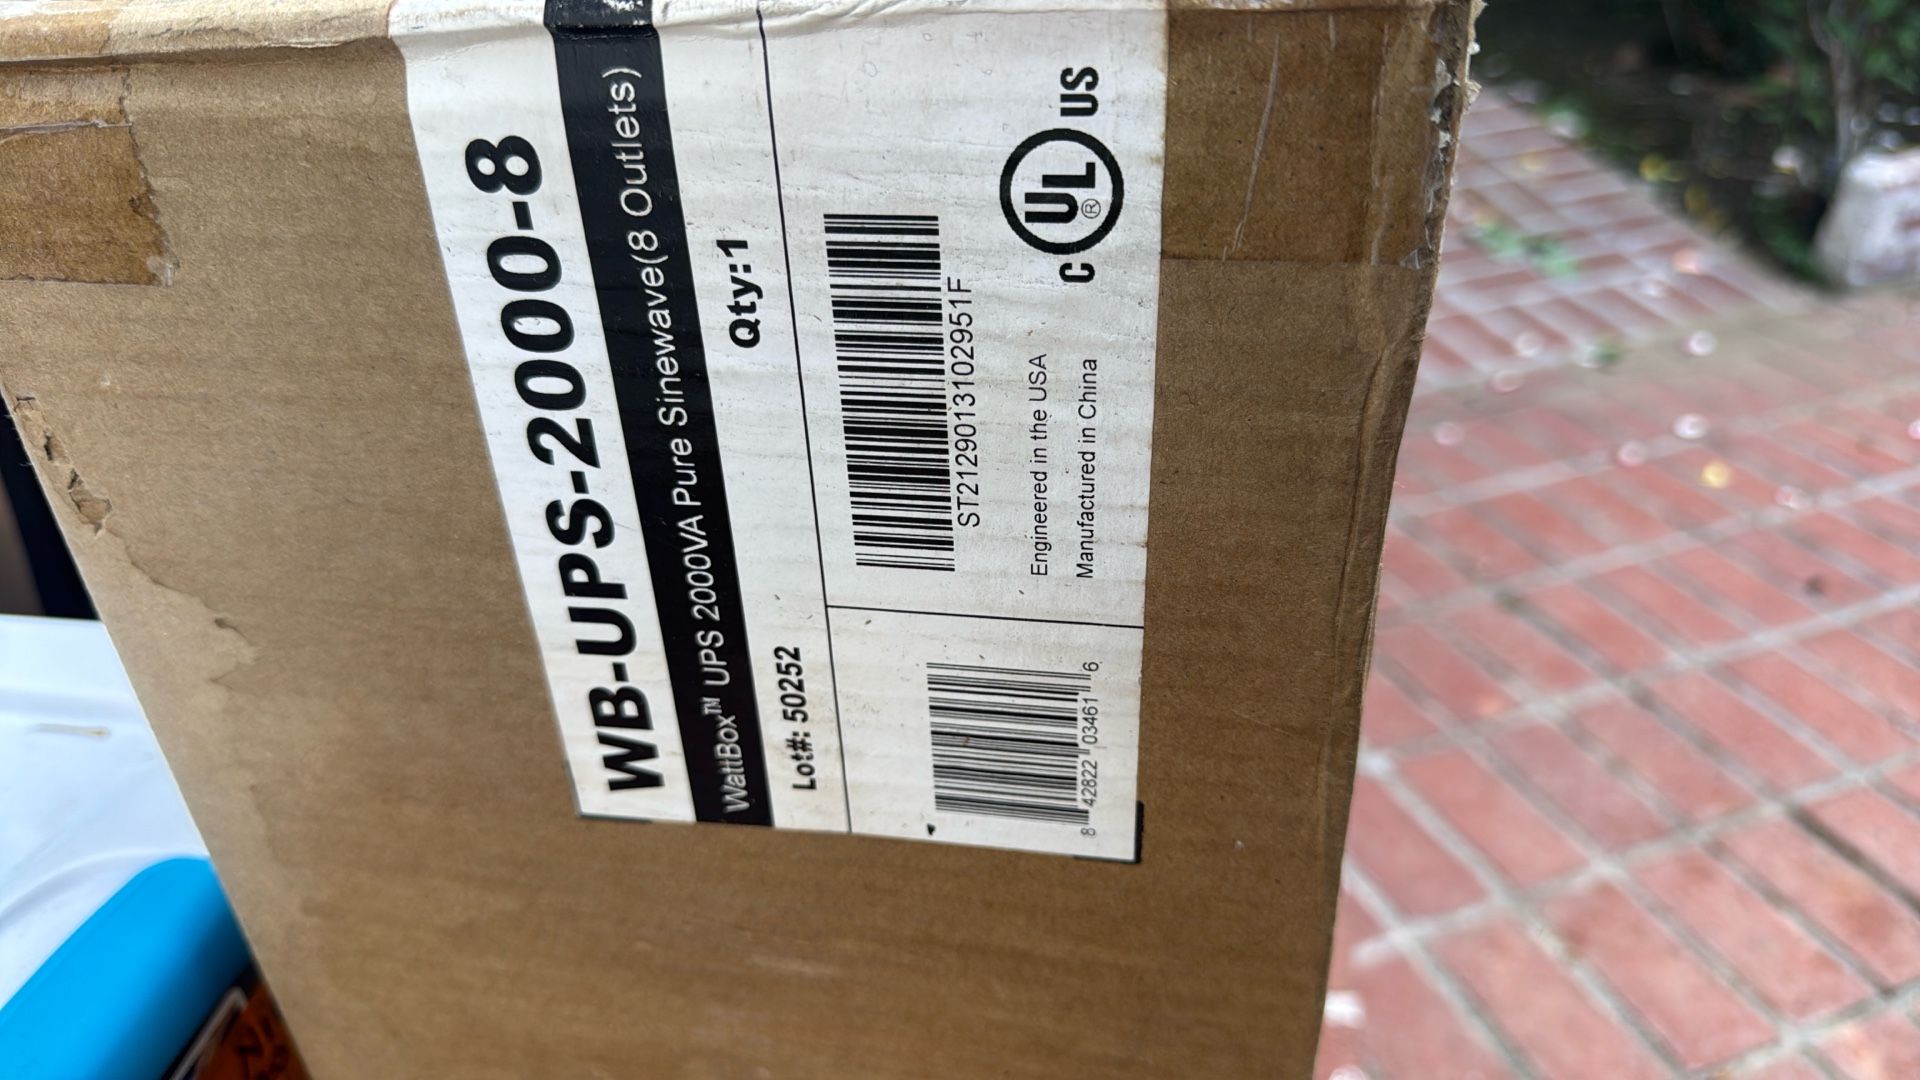 WB-UPS-2000-8
WattBox™ UPS 2000VA Pure Sinewave(8 Outlets)
Lot#: 50252 Qty:1
8 42822 03461 6
ST2129013102951F
Engineered in the USA
Manufactured in China
C UL® US